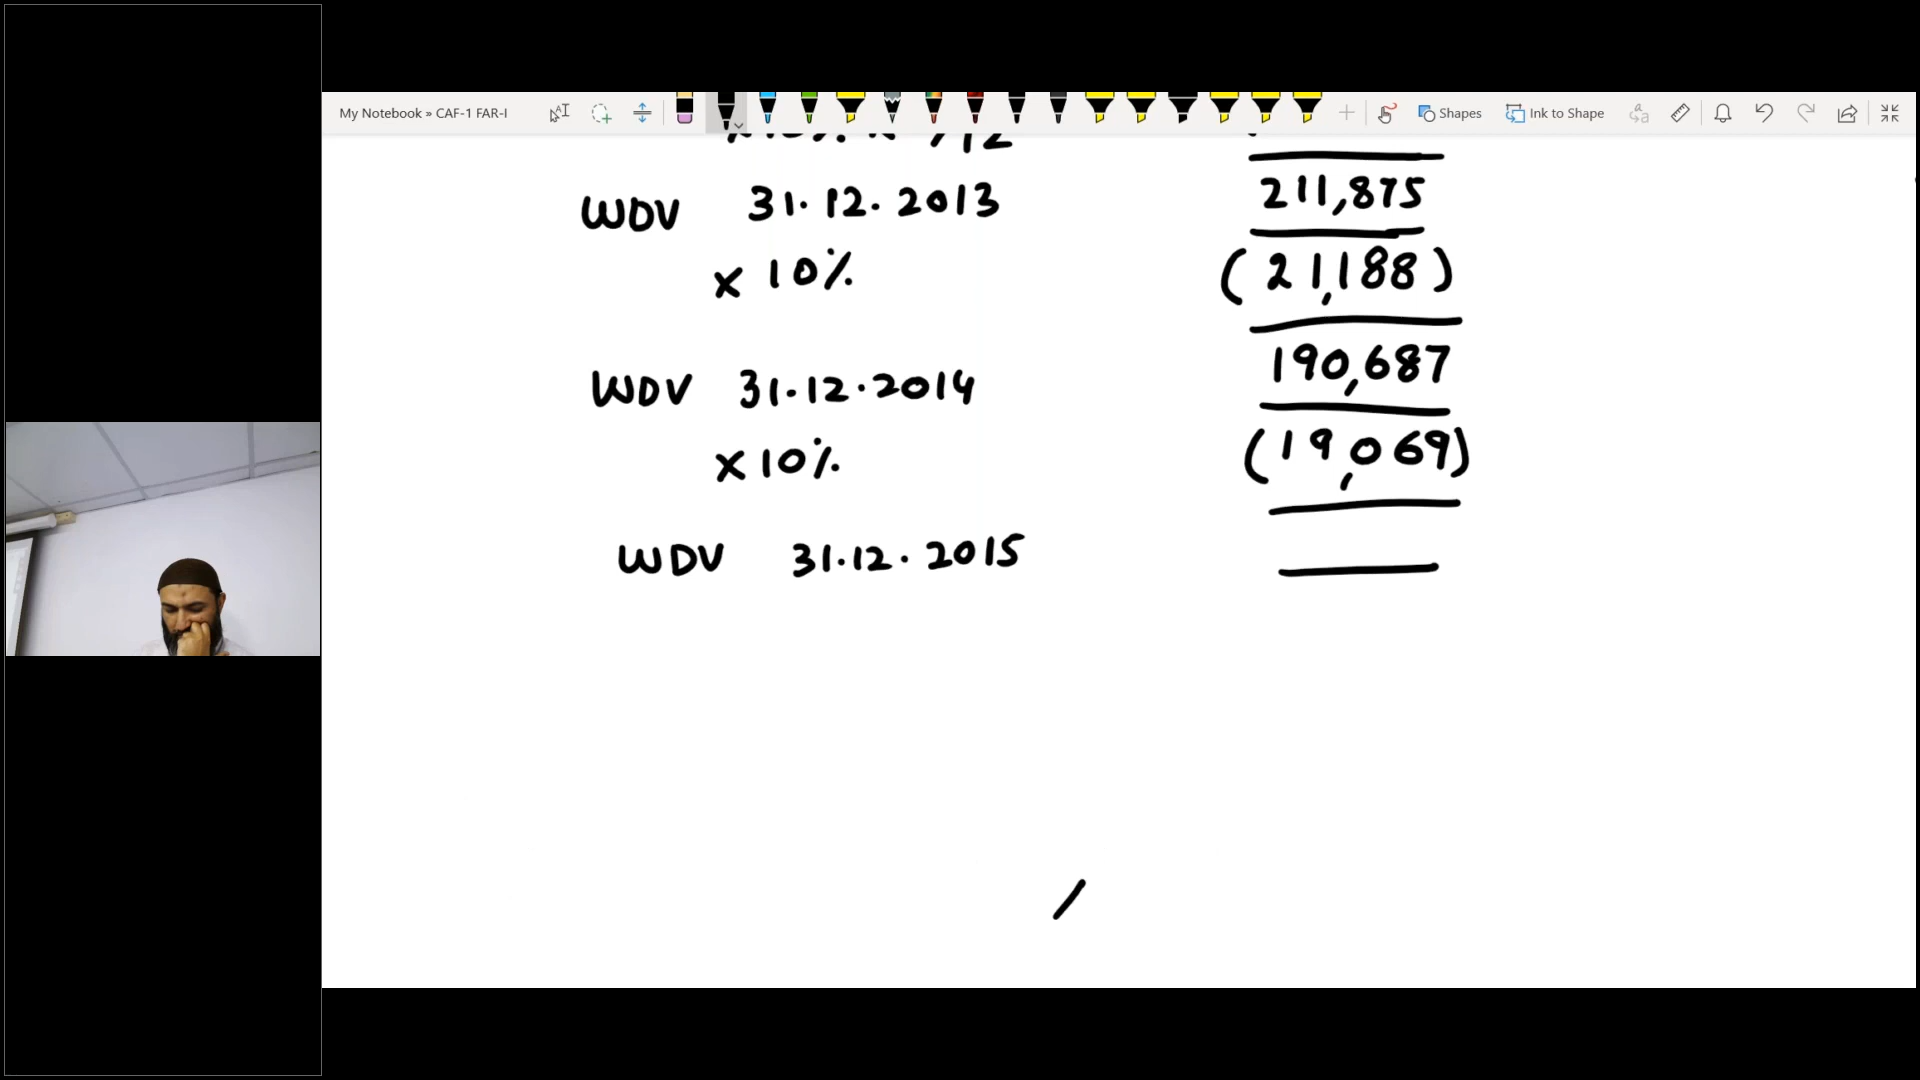 My Notebook » CAF-1 FAR-I
Shapes
Ink to Shape
WDV 31.12.2013 211,875
x 10% (21,188)
190,687
WDV 31.12.2014
x 10% (19,069)
WDV 31.12.2015